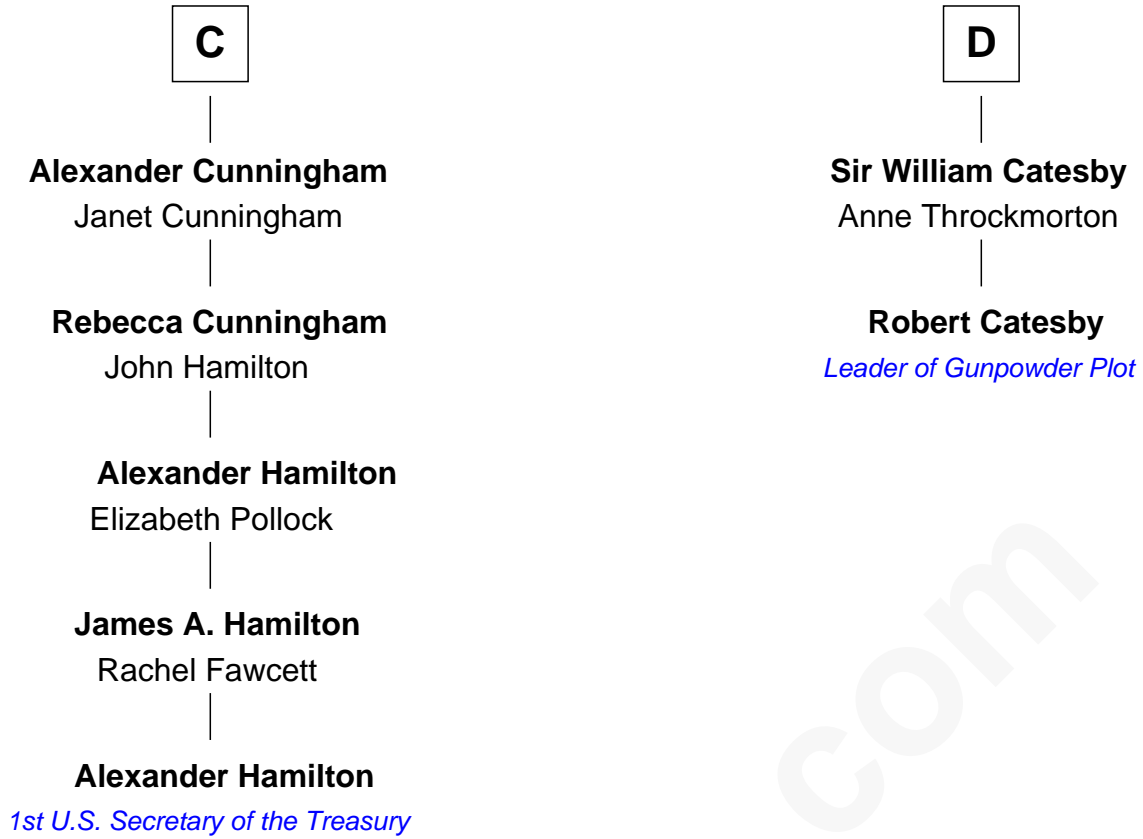 C
Alexander Cunningham
Janet Cunningham
Rebecca Cunningham
John Hamilton
Alexander Hamilton
Elizabeth Pollock
James A. Hamilton
Rachel Fawcett
Alexander Hamilton
1st U.S. Secretary of the Treasury
D
Sir William Catesby
Anne Throckmorton
Robert Catesby
Leader of Gunpowder Plot
com